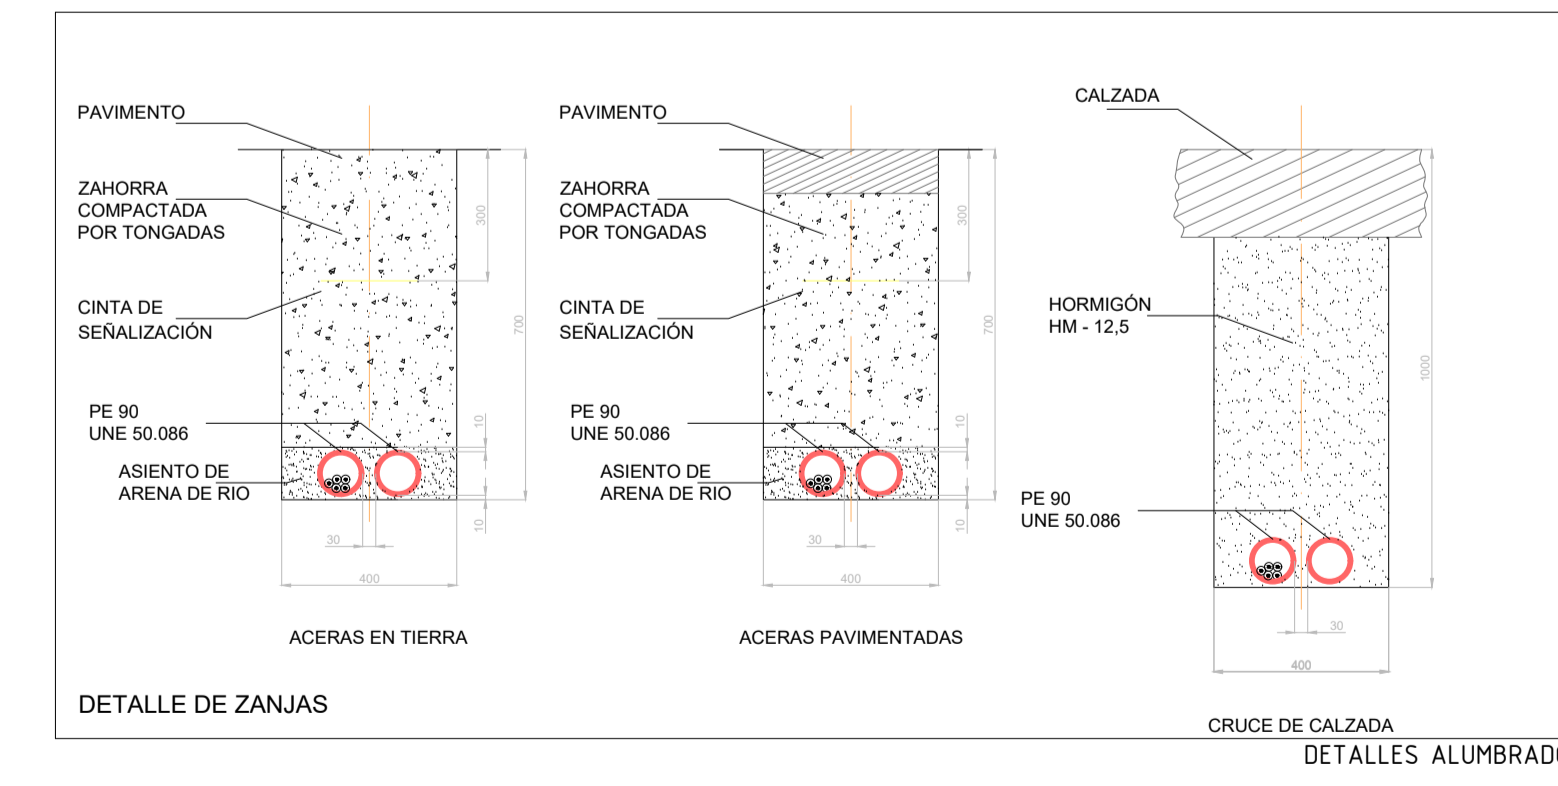 PAVIMENTO
ZAHORRA
COMPACTADA
POR TONGADAS
CINTA DE
SEÑALIZACIÓN
PE 90
UNE 50.086
ASIENTO DE
ARENA DE RIO
300
700
10
10
30
400
ACERAS EN TIERRA
PAVIMENTO
ZAHORRA
COMPACTADA
POR TONGADAS
CINTA DE
SEÑALIZACIÓN
PE 90
UNE 50.086
ASIENTO DE
ARENA DE RIO
300
700
10
10
30
400
ACERAS PAVIMENTADAS
CALZADA
HORMIGÓN
HM - 12,5
PE 90
UNE 50.086
1000
30
400
CRUCE DE CALZADA
DETALLE DE ZANJAS
DETALLES ALUMBRADO